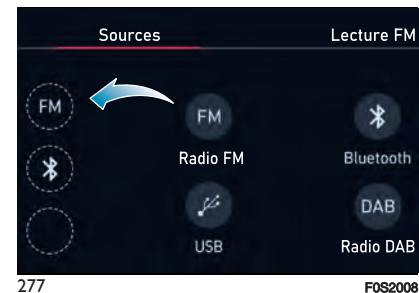 Sources Lecture FM
FM
FM
Radio FM Bluetooth
DAB
USB Radio DAB
277 F0S2008